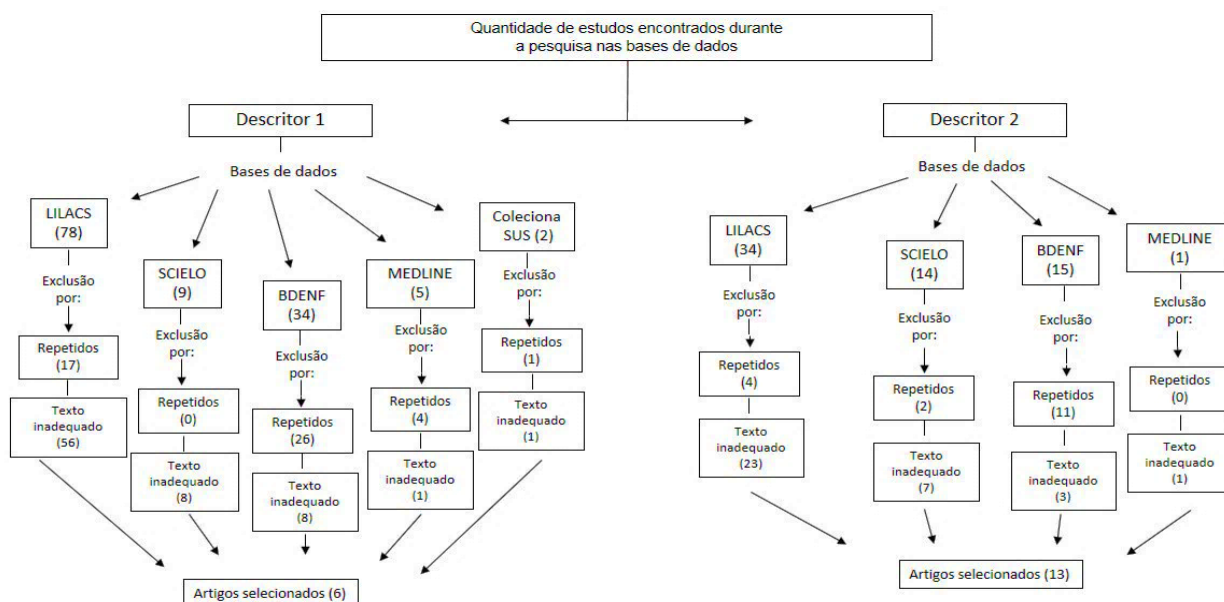 Quantidade de estudos encontrados durante
a pesquisa nas bases de dados
Descritor 1
Bases de dados
LILACS
(78)
Exclusão
por:
Repetidos
(17)
Texto
inadequado
(56)
SCIELO
(9)
Exclusão
por:
Repetidos
(0)
Texto
inadequado
(8)
BDENF
(34)
Exclusão
por:
Repetidos
(26)
Texto
inadequado
(8)
MEDLINE
(5)
Exclusão
por:
Repetidos
(4)
Texto
inadequado
(1)
Coleciona
SUS (2)
Exclusão
por:
Repetidos
(1)
Texto
inadequado
(1)
Artigos selecionados (6)
Descritor 2
Bases de dados
LILACS
(34)
Exclusão
por:
Repetidos
(4)
Texto
inadequado
(23)
SCIELO
(14)
Exclusão
por:
Repetidos
(2)
Texto
inadequado
(7)
BDENF
(15)
Exclusão
por:
Repetidos
(11)
Texto
inadequado
(3)
MEDLINE
(1)
Exclusão
por:
Repetidos
(0)
Texto
inadequado
(1)
Artigos selecionados (13)